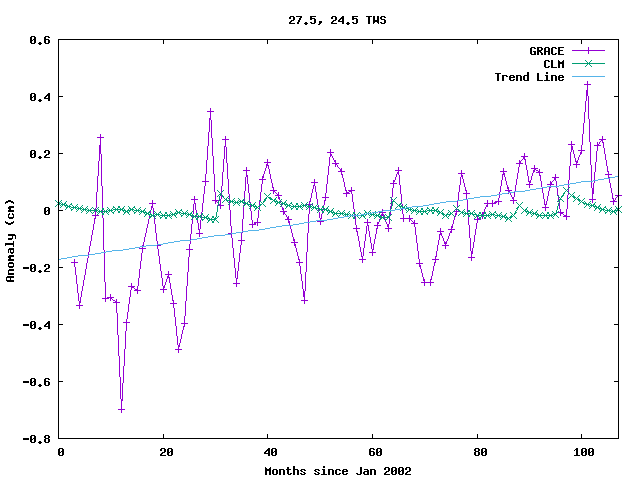 27.5, 24.5 TWS
GRACE
CLM
Trend Line
0.6
0.4
0.2
0
-0.2
-0.4
-0.6
-0.8
Anomaly (cm)
0 20 40 60 80 100
Months since Jan 2002